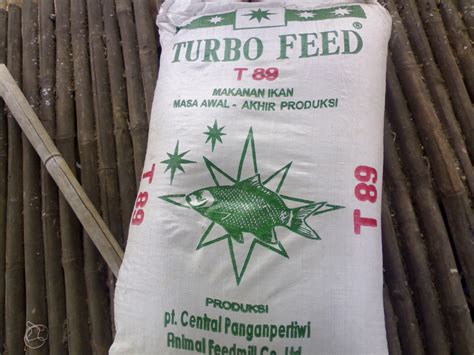 TURBO FEED®
T 89
MAKANAN IKAN
MASA AWAL - AKHIR PRODUKSI
T 89
T 89
PRODUKSI
pt. Central Panganpertiwi
Animal Feedmill Co. Ltd